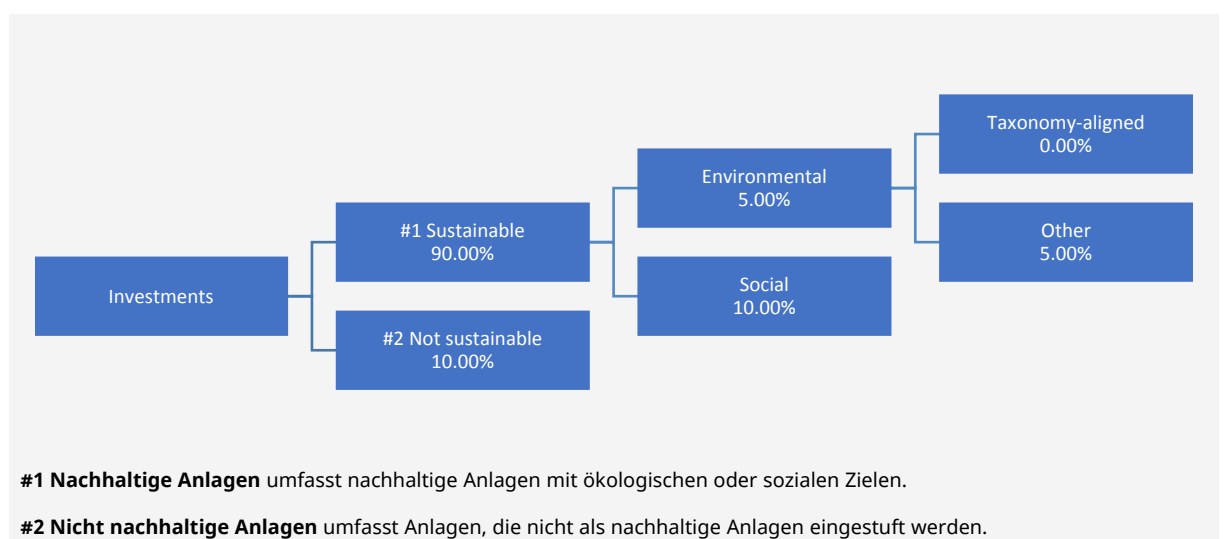 Investments
#1 Sustainable
90.00%
#2 Not sustainable
10.00%
Environmental
5.00%
Social
10.00%
Taxonomy-aligned
0.00%
Other
5.00%
#1 Nachhaltige Anlagen umfasst nachhaltige Anlagen mit ökologischen oder sozialen Zielen.
#2 Nicht nachhaltige Anlagen umfasst Anlagen, die nicht als nachhaltige Anlagen eingestuft werden.